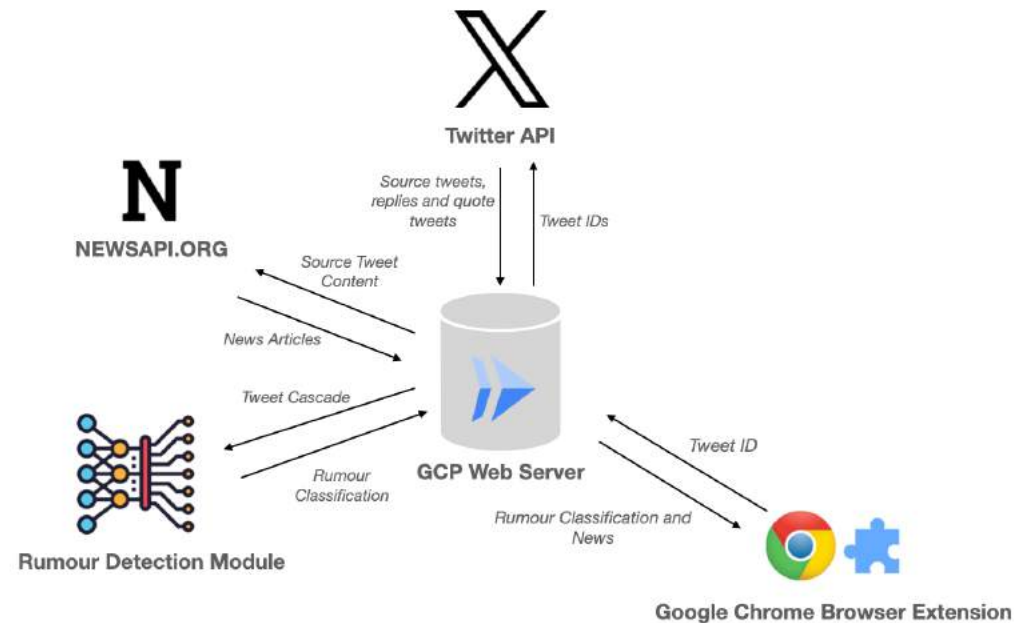 Twitter API
Source tweets,
replies and quote
tweets
Tweet IDs
N
NEWSAPI.ORG
Source Tweet
Content
News Articles
Tweet Cascade
Rumour
Classification
Rumour Detection Module
GCP Web Server
Tweet ID
Rumour Classification and
News
Google Chrome Browser Extension